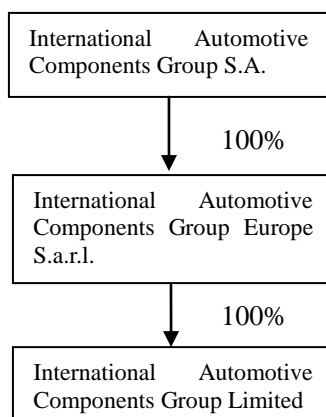 International Automotive
Components Group S.A.
100%
International Automotive
Components Group Europe
S.a.r.l.
100%
International Automotive
Components Group Limited